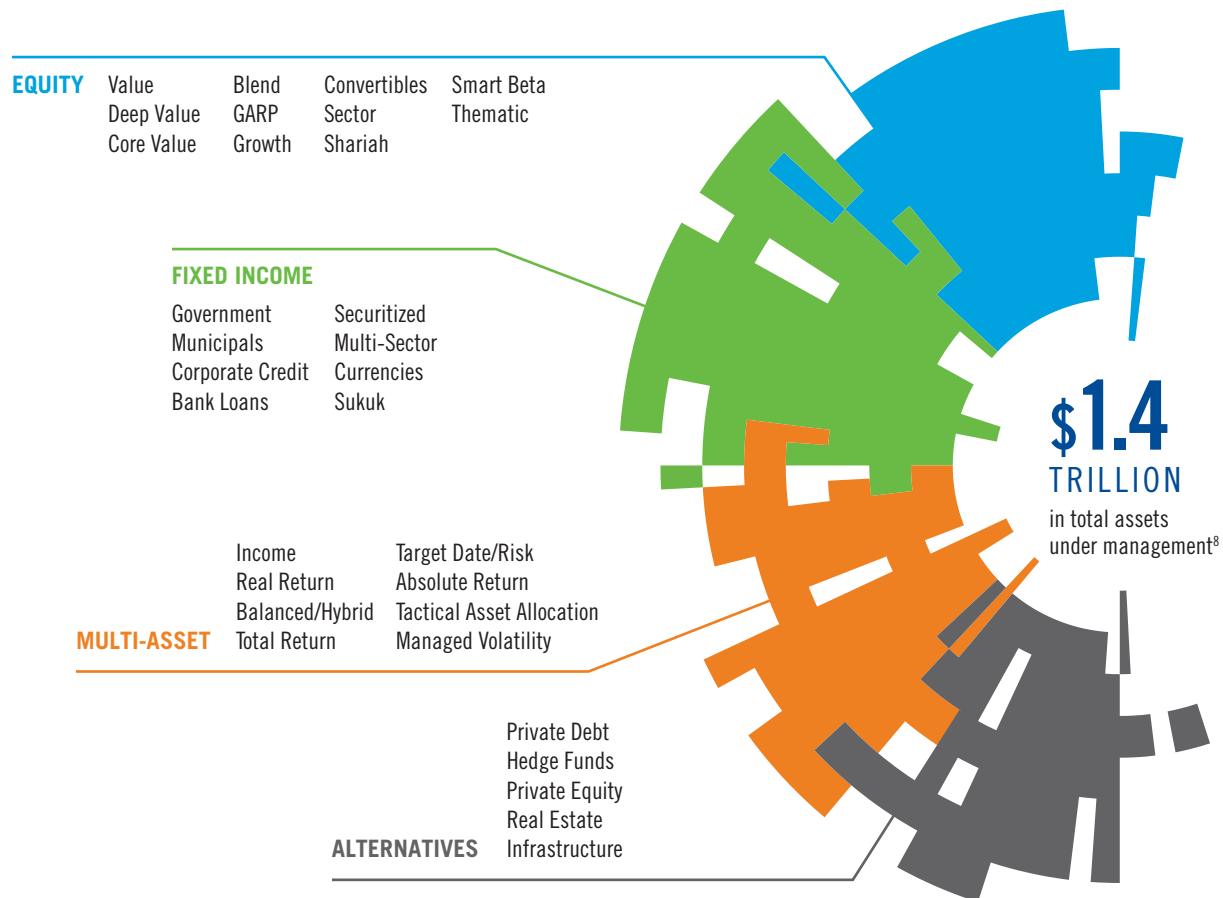 EQUITY
Value
Deep Value
Core Value
Blend
GARP
Growth
Convertibles
Sector
Shariah
Smart Beta
Thematic
FIXED INCOME
Government
Municipals
Corporate Credit
Bank Loans
Securitized
Multi-Sector
Currencies
Sukuk
$1.4
TRILLION
in total assets
under management8
MULTI-ASSET
Income
Real Return
Balanced/Hybrid
Total Return
Target Date/Risk
Absolute Return
Tactical Asset Allocation
Managed Volatility
ALTERNATIVES
Private Debt
Hedge Funds
Private Equity
Real Estate
Infrastructure